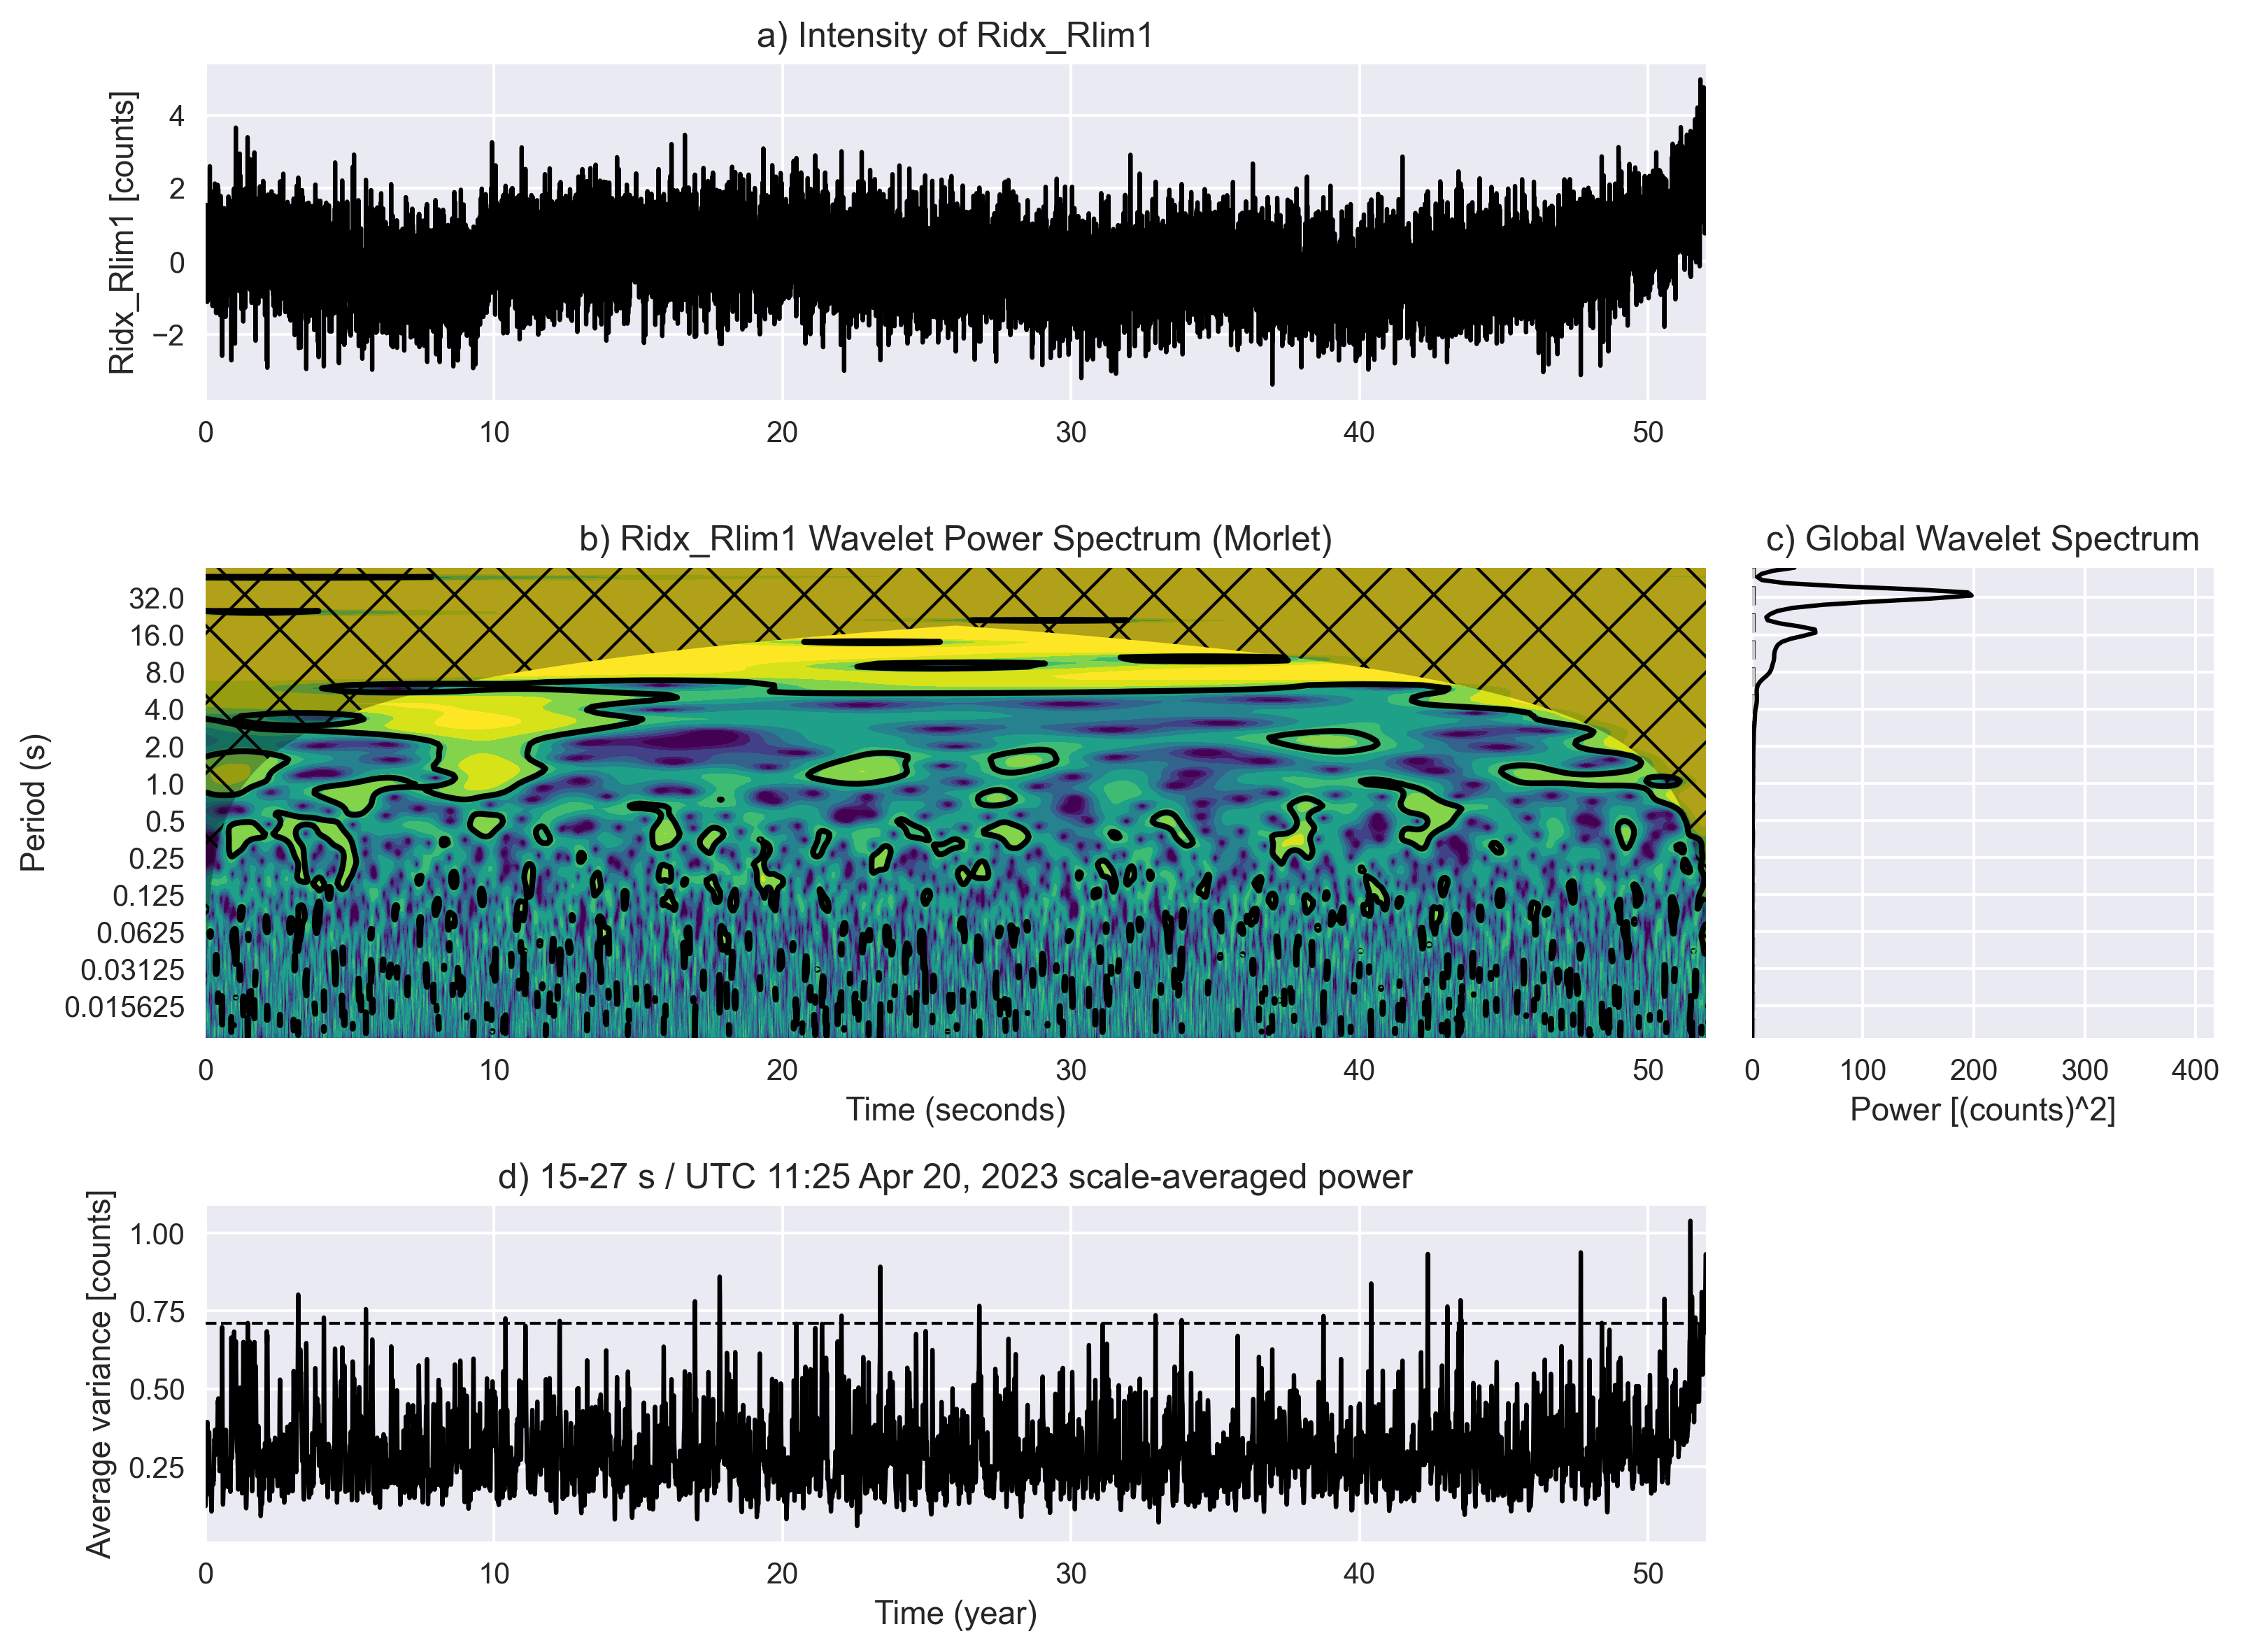 a) Intensity of Ridx_Rlim1
Ridx_Rlim1 [counts]
4
2
0
−2
0 10 20 30 40 50
b) Ridx_Rlim1 Wavelet Power Spectrum (Morlet)
Period (s)
32.0
16.0
8.0
4.0
2.0
1.0
0.5
0.25
0.125
0.0625
0.03125
0.015625
0 10 20 30 40 50
Time (seconds)
c) Global Wavelet Spectrum
0 100 200 300 400
Power [(counts)^2]
d) 15-27 s / UTC 11:25 Apr 20, 2023 scale-averaged power
Average variance [counts]
1.00
0.75
0.50
0.25
0 10 20 30 40 50
Time (year)